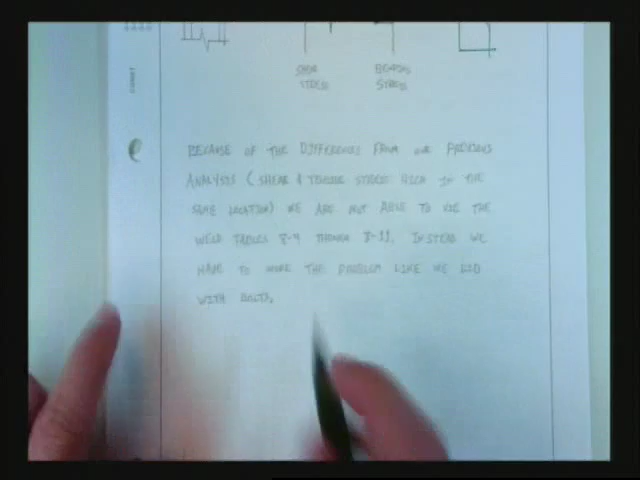 SHEAR STRESS
BENDING STRESS
BECAUSE OF THE DIFFERENCES FROM OUR PREVIOUS
ANALYSIS (SHEAR & TENSILE STRESS HIGH IN THE
SAME LOCATION) WE ARE NOT ABLE TO USE THE
WELD TABLES 8-4 THROUGH 8-11. INSTEAD WE
HAVE TO WORK THE PROBLEM LIKE WE DID
WITH BOLTS.